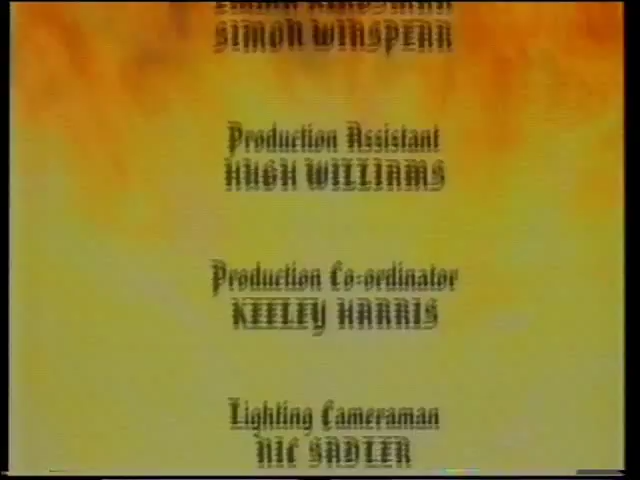 SIMON WINSPEAR
Production Assistant
HUGH WILLIAMS
Production Co-ordinator
KEELEY HARRIS
Lighting Cameraman
NIC SADLER